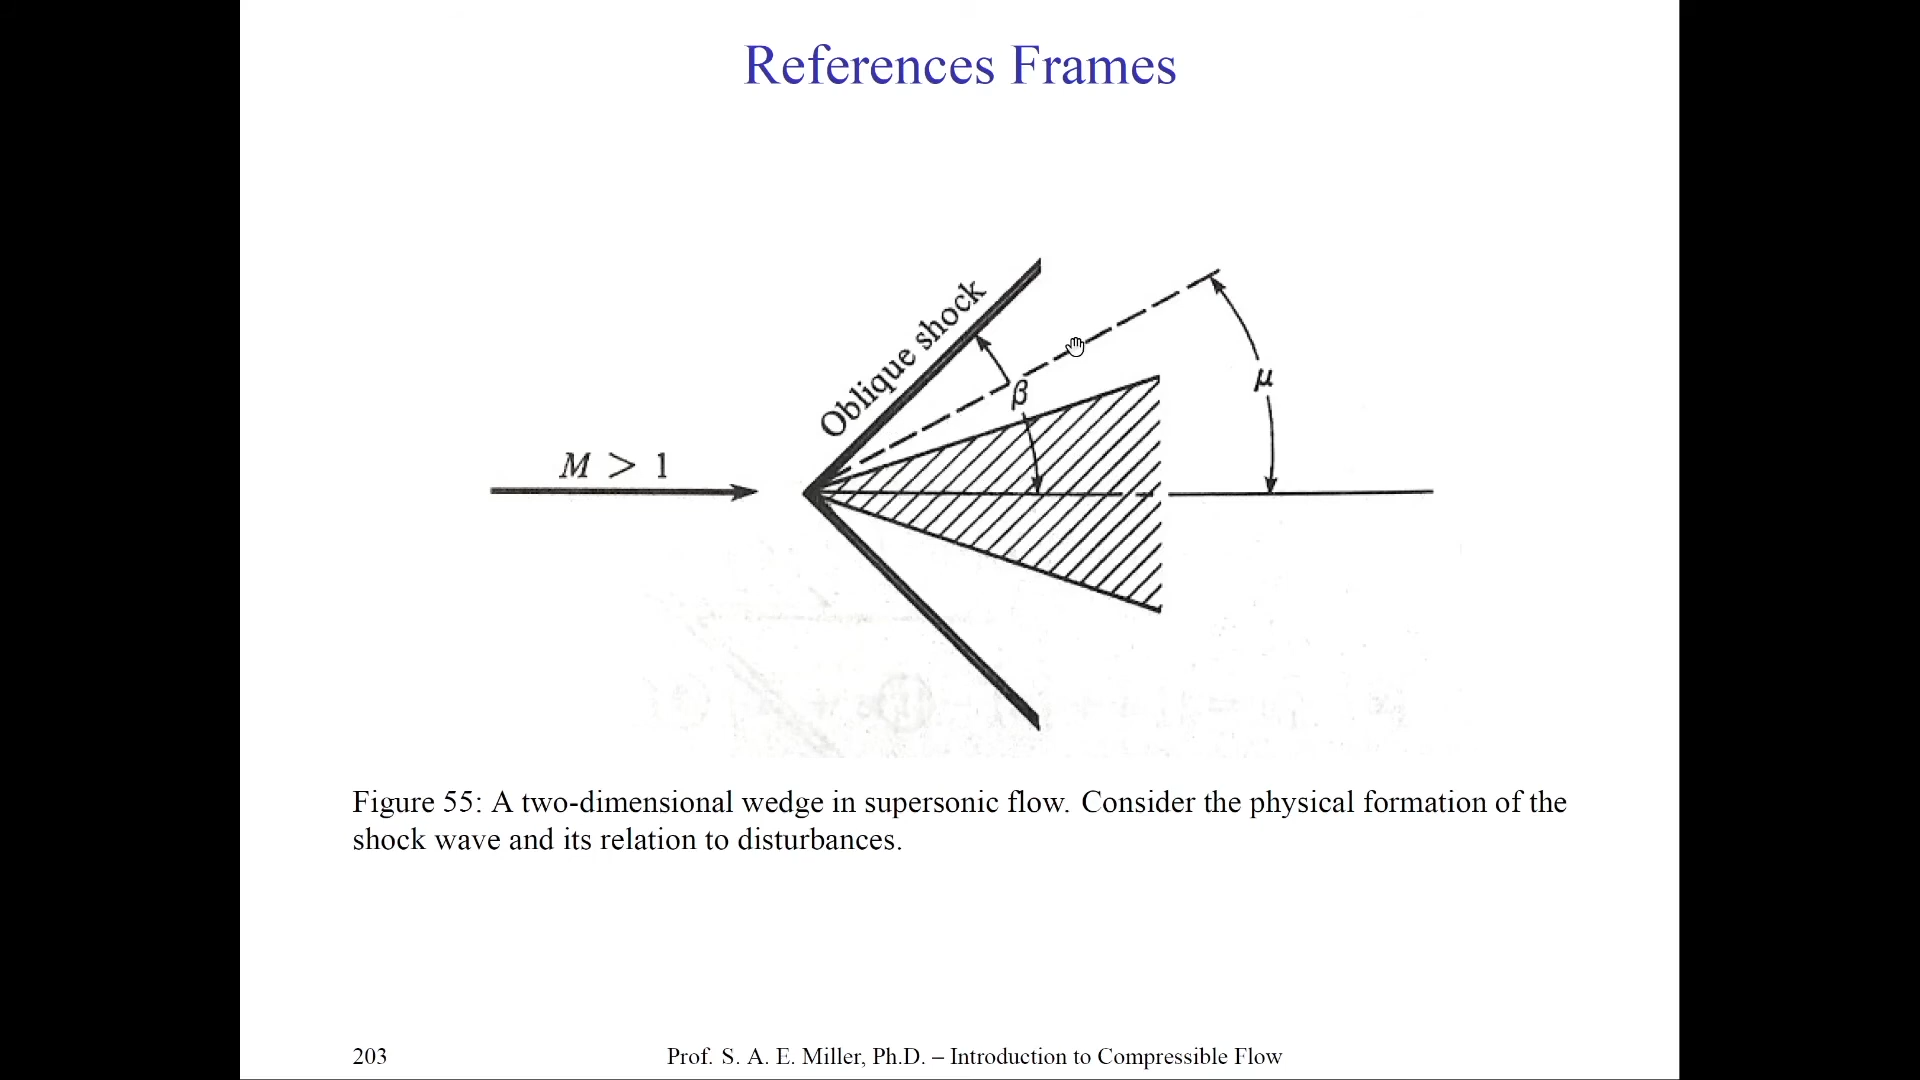 References Frames
Oblique shock
β
μ
M > 1
Figure 55: A two-dimensional wedge in supersonic flow. Consider the physical formation of the
shock wave and its relation to disturbances.
203
Prof. S. A. E. Miller, Ph.D. – Introduction to Compressible Flow